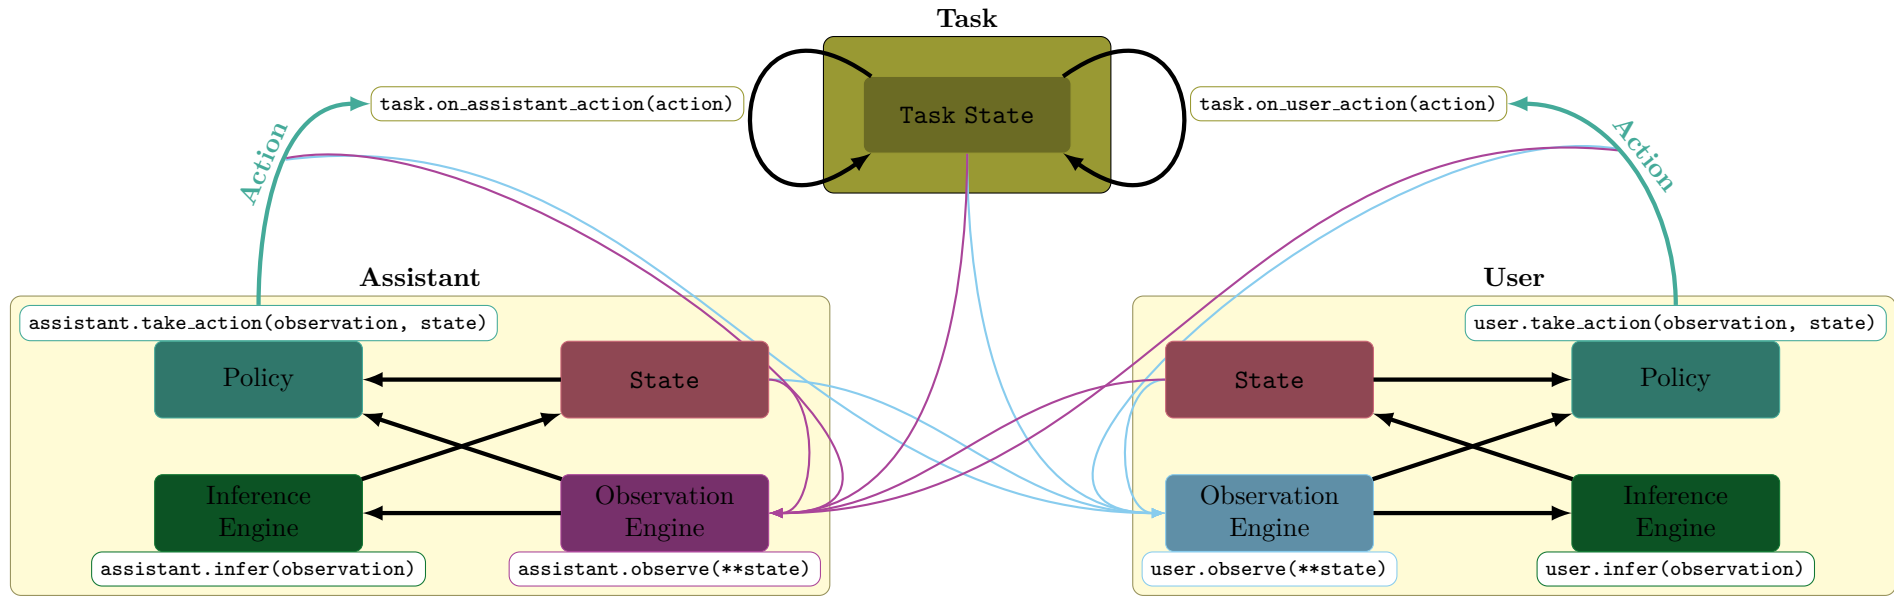 Task
task.on_assistant_action(action)
Task State
task.on_user_action(action)
Action
Action
Assistant
User
assistant.take_action(observation, state)
user.take_action(observation, state)
Policy
State
State
Policy
Inference
Engine
Observation
Engine
Observation
Engine
Inference
Engine
assistant.infer(observation)
assistant.observe(**state)
user.observe(**state)
user.infer(observation)